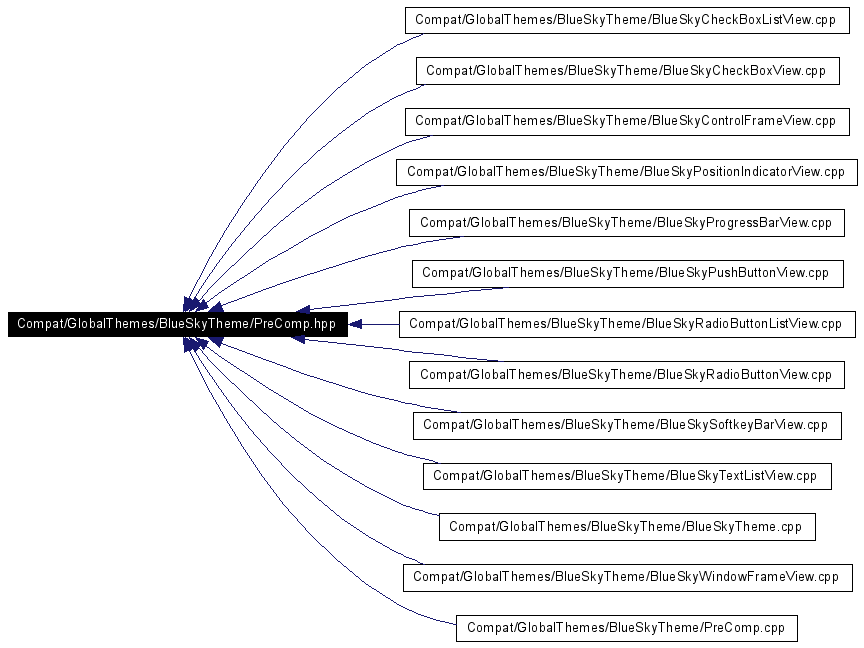 Compat/GlobalThemes/BlueSkyTheme/BlueSkyCheckBoxListView.cpp
Compat/GlobalThemes/BlueSkyTheme/BlueSkyCheckBoxView.cpp
Compat/GlobalThemes/BlueSkyTheme/BlueSkyControlFrameView.cpp
Compat/GlobalThemes/BlueSkyTheme/BlueSkyPositionIndicatorView.cpp
Compat/GlobalThemes/BlueSkyTheme/BlueSkyProgressBarView.cpp
Compat/GlobalThemes/BlueSkyTheme/BlueSkyPushButtonView.cpp
Compat/GlobalThemes/BlueSkyTheme/PreComp.hpp
Compat/GlobalThemes/BlueSkyTheme/BlueSkyRadioButtonListView.cpp
Compat/GlobalThemes/BlueSkyTheme/BlueSkyRadioButtonView.cpp
Compat/GlobalThemes/BlueSkyTheme/BlueSkySoftkeyBarView.cpp
Compat/GlobalThemes/BlueSkyTheme/BlueSkyTextListView.cpp
Compat/GlobalThemes/BlueSkyTheme/BlueSkyTheme.cpp
Compat/GlobalThemes/BlueSkyTheme/BlueSkyWindowFrameView.cpp
Compat/GlobalThemes/BlueSkyTheme/PreComp.cpp